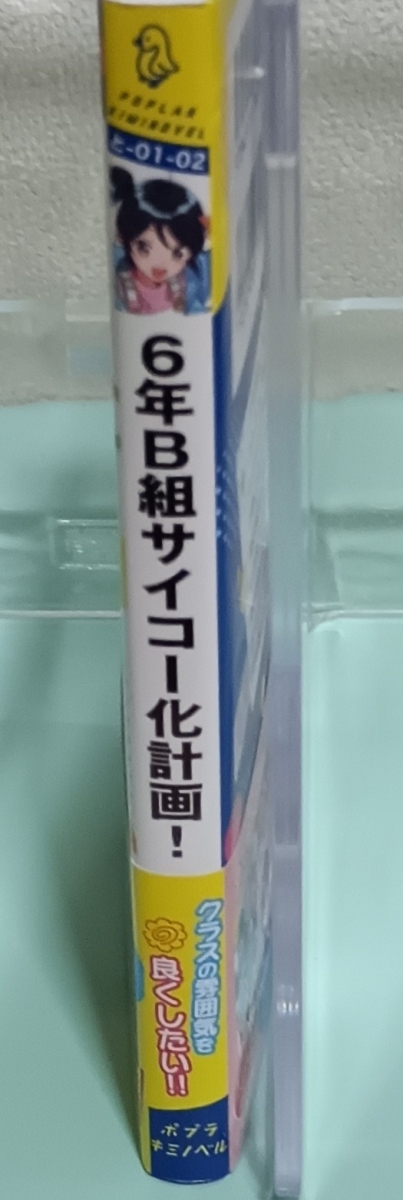 POPLAR
KIMINOVEL
と-01-02
6年B組サイコー化計画!
クラスの雰囲気を
良くしたい!!
ポプラ
キミノベル